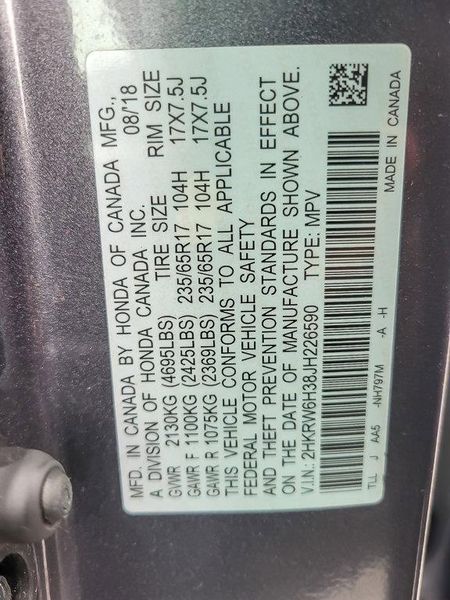 MFD. IN CANADA BY HONDA OF CANADA MFG.,
A DIVISION OF HONDA CANADA INC. 08/18
TIRE SIZE RIM SIZE
GVWR 2130KG (4695LBS)
GAWR F 1100KG (2425LBS) 235/65R17 104H 17X7.5J
GAWR R 1075KG (2369LBS) 235/65R17 104H 17X7.5J
THIS VEHICLE CONFORMS TO ALL APPLICABLE
FEDERAL MOTOR VEHICLE SAFETY
AND THEFT PREVENTION STANDARDS IN EFFECT
ON THE DATE OF MANUFACTURE SHOWN ABOVE.
V.I.N.: 2HKRW6H38JH226590 TYPE: MPV
TLL J AA5 -NH797M -A -H
MADE IN CANADA